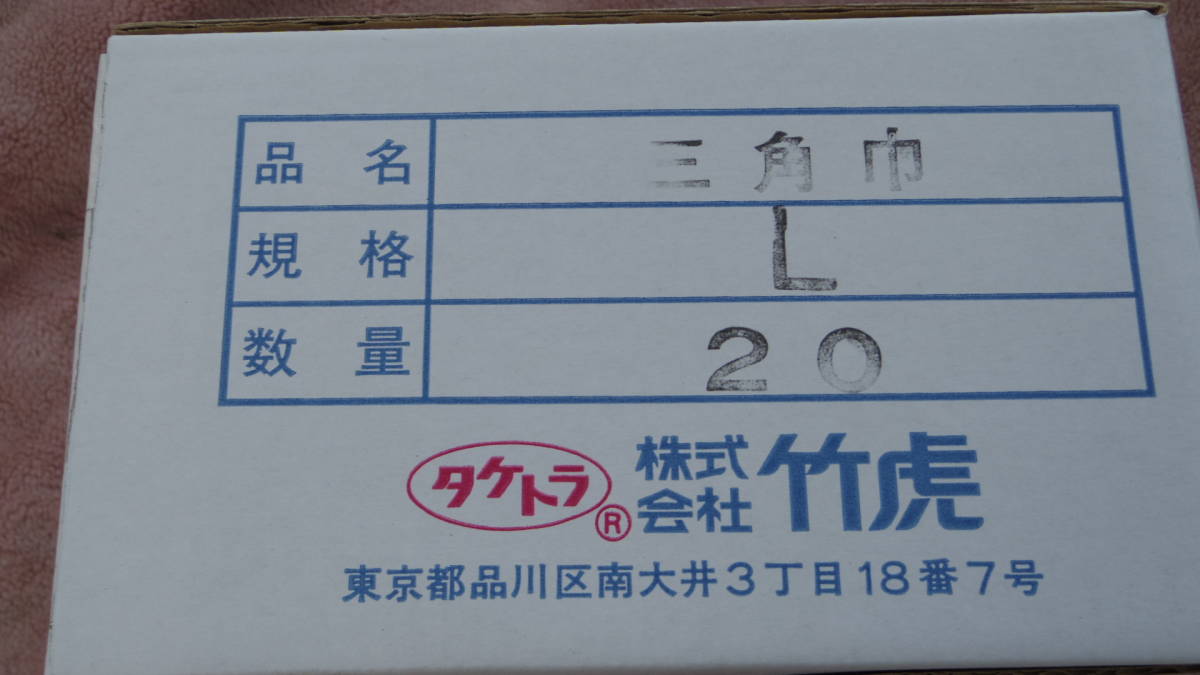 品名 三角巾
規格 L
数量 20
タケトラ® 株式会社 竹虎
東京都品川区南大井3丁目18番7号